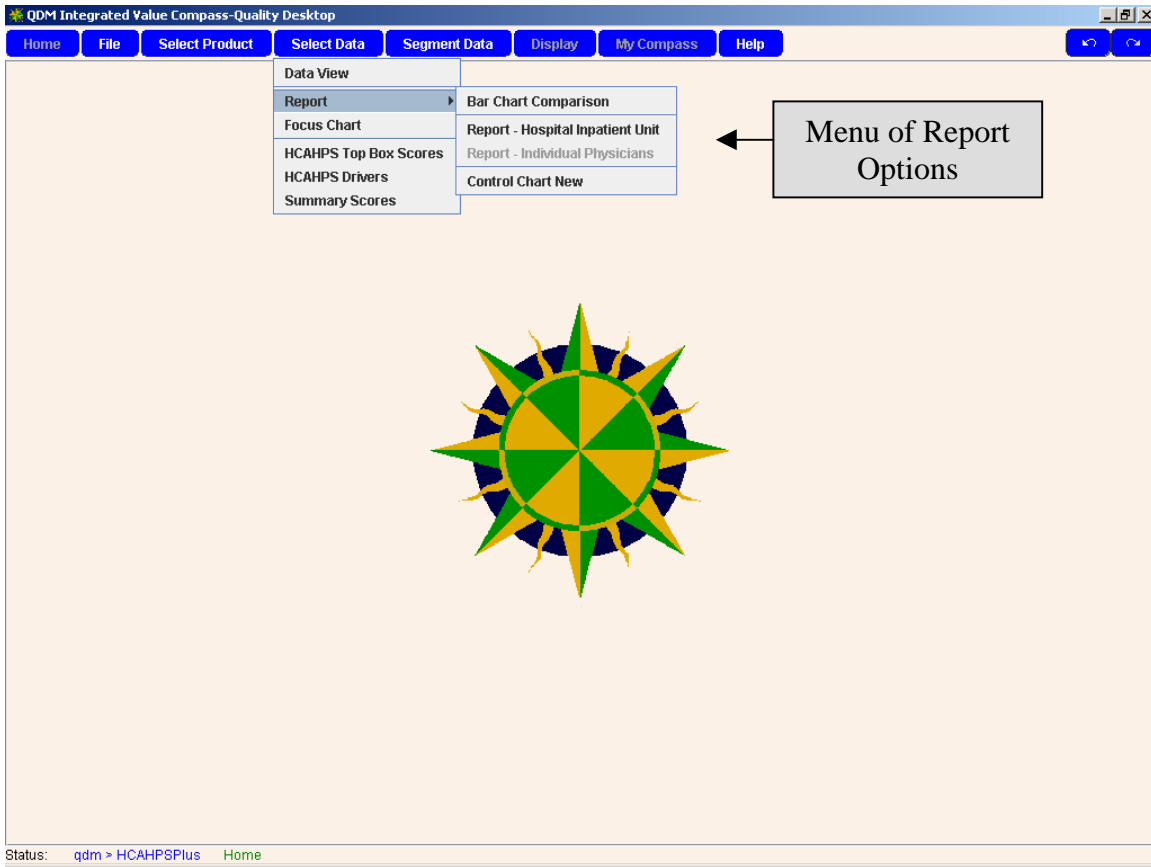 QDM Integrated Value Compass-Quality Desktop
Home File Select Product Select Data Segment Data Display My Compass Help
Data View
Report
Focus Chart
HCAHPS Top Box Scores
HCAHPS Drivers
Summary Scores
Bar Chart Comparison
Report - Hospital Inpatient Unit
Report - Individual Physicians
Control Chart New
Menu of Report
Options
Status: qdm > HCAHPSPlus Home